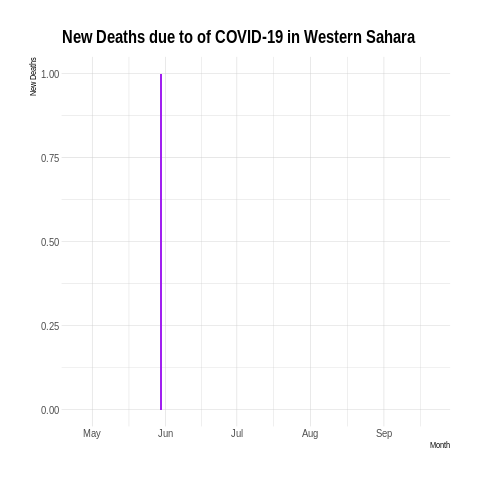 New Deaths due to of COVID-19 in Western Sahara
New Deaths
1.00
0.75
0.50
0.25
0.00
May Jun Jul Aug Sep
Month